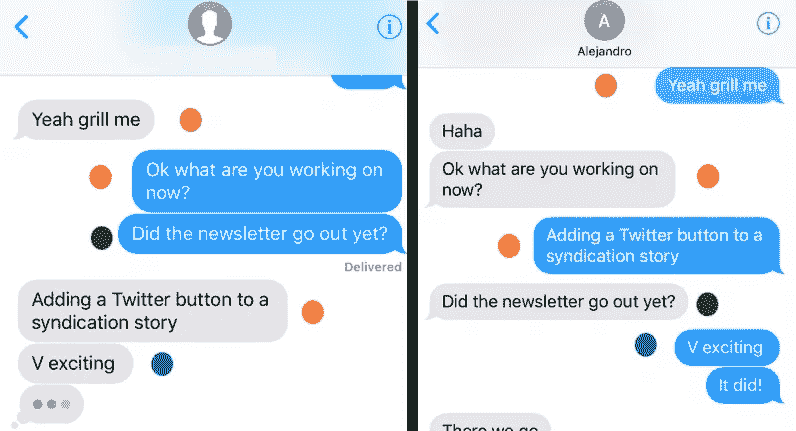 Yeah grill me
Ok what are you working on
now?
Did the newsletter go out yet?
Delivered
Adding a Twitter button to a
syndication story
V exciting
A
Alejandro
Yeah grill me
Haha
Ok what are you working on
now?
Adding a Twitter button to a
syndication story
Did the newsletter go out yet?
V exciting
It did!
There we go